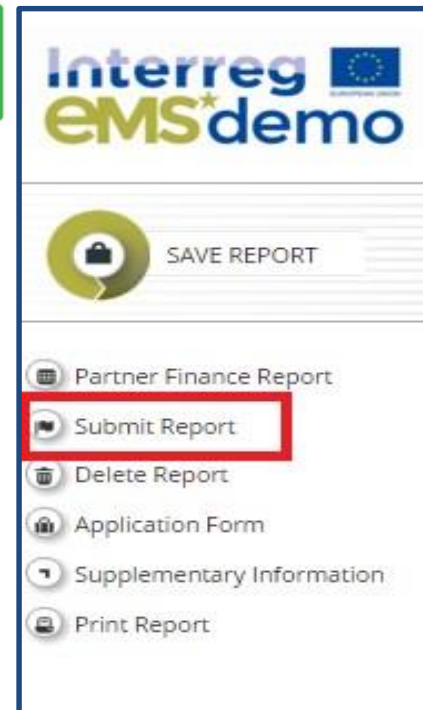 Interreg
eMS*demo
SAVE REPORT
Partner Finance Report
Submit Report
Delete Report
Application Form
Supplementary Information
Print Report